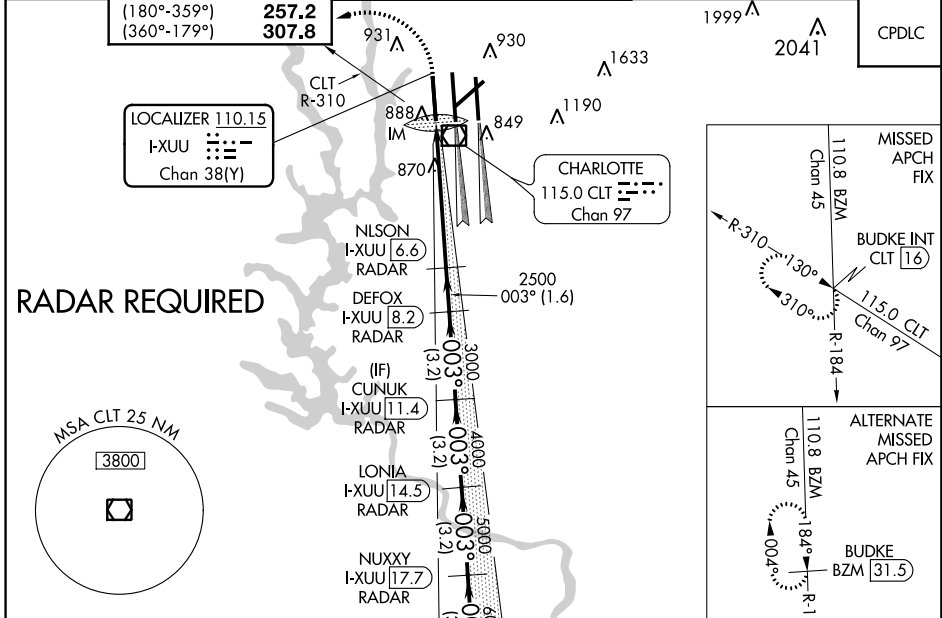 (180°-359°) 257.2
(360°-179°) 307.8
931
930
1633
1999
2041
CPDLC
CLT
R-310
LOCALIZER 110.15
I-XUU
Chan 38(Y)
888
IM
849
1190
870
CHARLOTTE
115.0 CLT
Chan 97
NLSON
I-XUU 6.6
RADAR
2500
003° (1.6)
RADAR REQUIRED
DEFOX
I-XUU 8.2
RADAR
003°
3000
(3.2)
(IF)
CUNUK
I-XUU 11.4
RADAR
003°
4000
(3.2)
LONIA
I-XUU 14.5
RADAR
003°
5000
(3.2)
NUXXY
I-XUU 17.7
RADAR
MSA CLT 25 NM
3800
MISSED
APCH
FIX
110.8 BZM
Chan 45
R-310
130°
310°
BUDKE INT
CLT 16
115.0 CLT
Chan 97
R-184
ALTERNATE
MISSED
APCH FIX
110.8 BZM
Chan 45
184°
004°
BUDKE
BZM 31.5
R-1